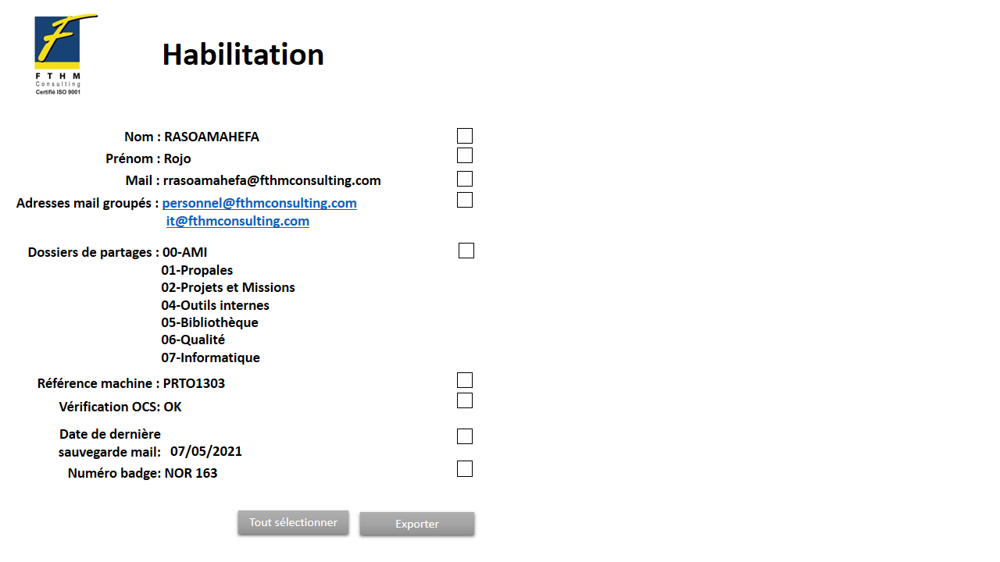 F T H M
Consulting
Certifié ISO 9001
Habilitation
Nom : RASOAMAHEFA
Prénom : Rojo
Mail : rrasoamahefa@fthmconsulting.com
Adresses mail groupés : personnel@fthmconsulting.com
it@fthmconsulting.com
Dossiers de partages : 00-AMI
01-Propales
02-Projets et Missions
04-Outils internes
05-Bibliothèque
06-Qualité
07-Informatique
Référence machine : PRTO1303
Vérification OCS: OK
Date de dernière
sauvegarde mail: 07/05/2021
Numéro badge: NOR 163
Tout sélectionner
Exporter